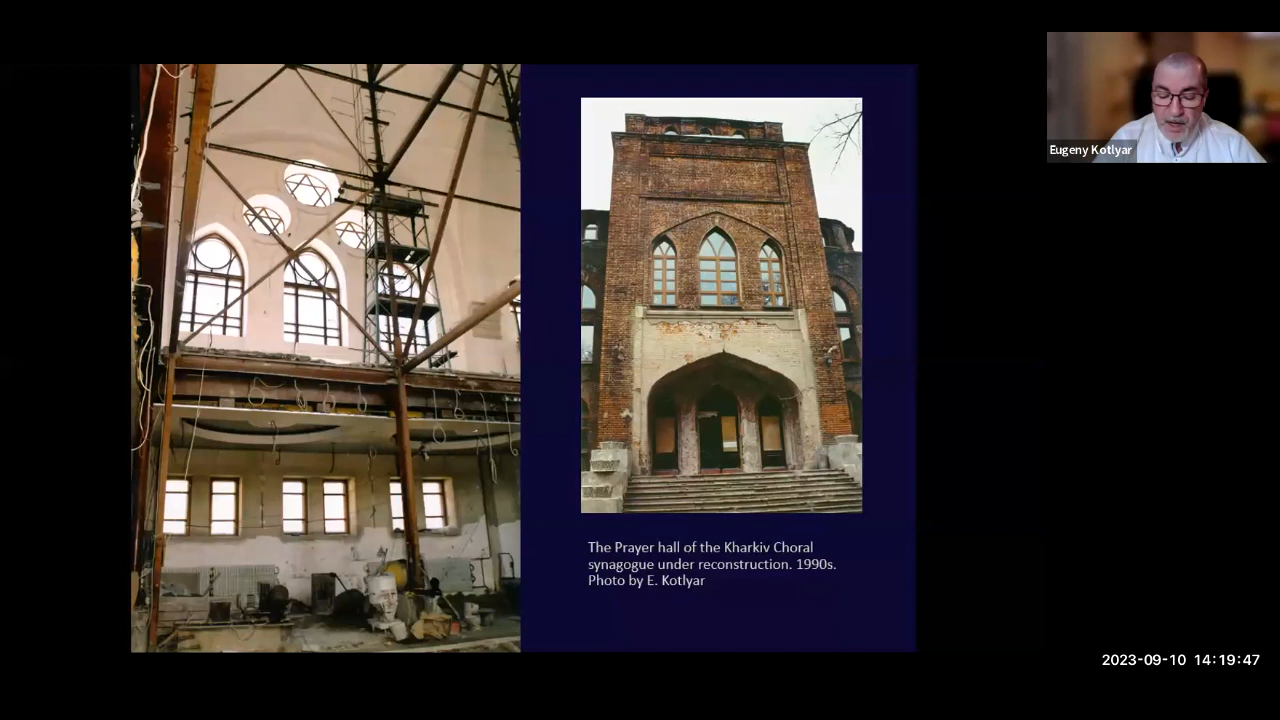 Eugeny Kotlyar
The Prayer hall of the Kharkiv Choral
synagogue under reconstruction. 1990s.
Photo by E. Kotlyar
2023-09-10 14:19:47